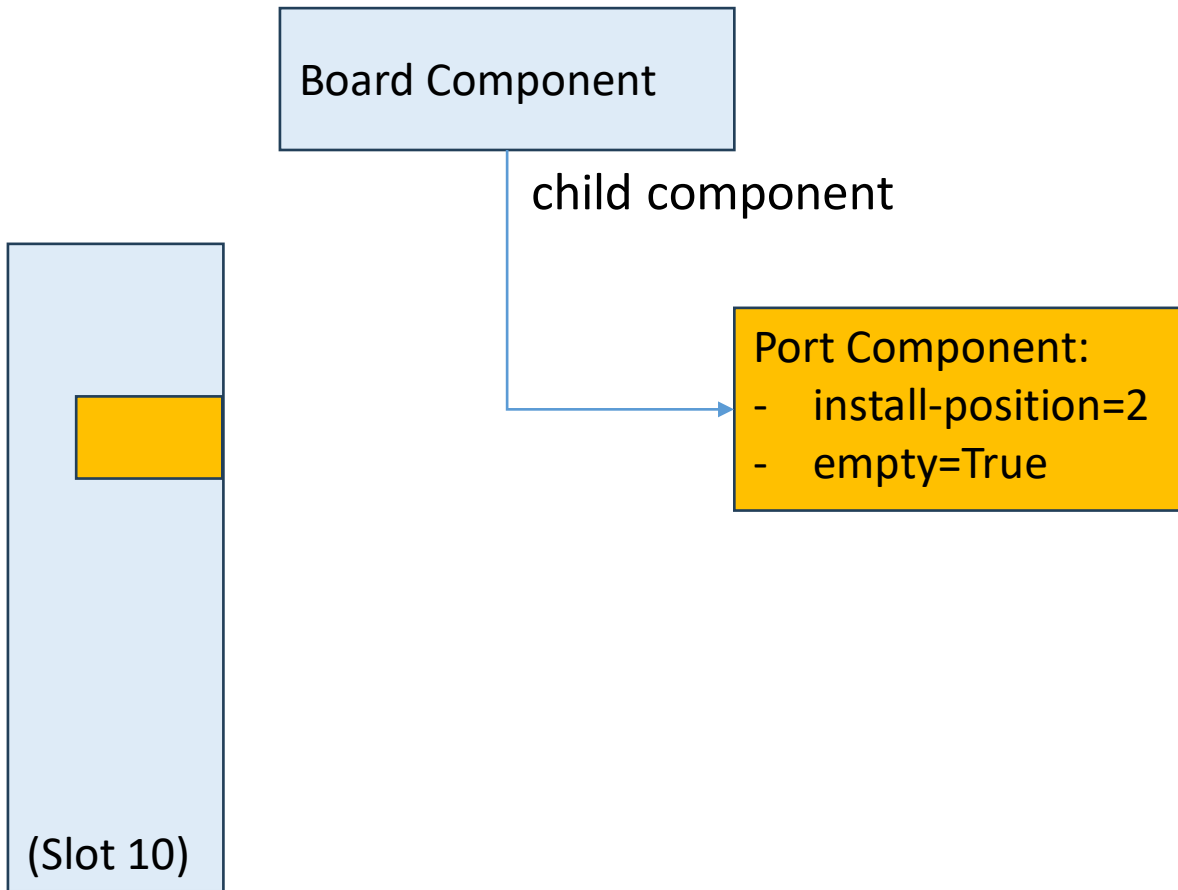 Board Component
child component
Port Component:
- install-position=2
- empty=True
(Slot 10)